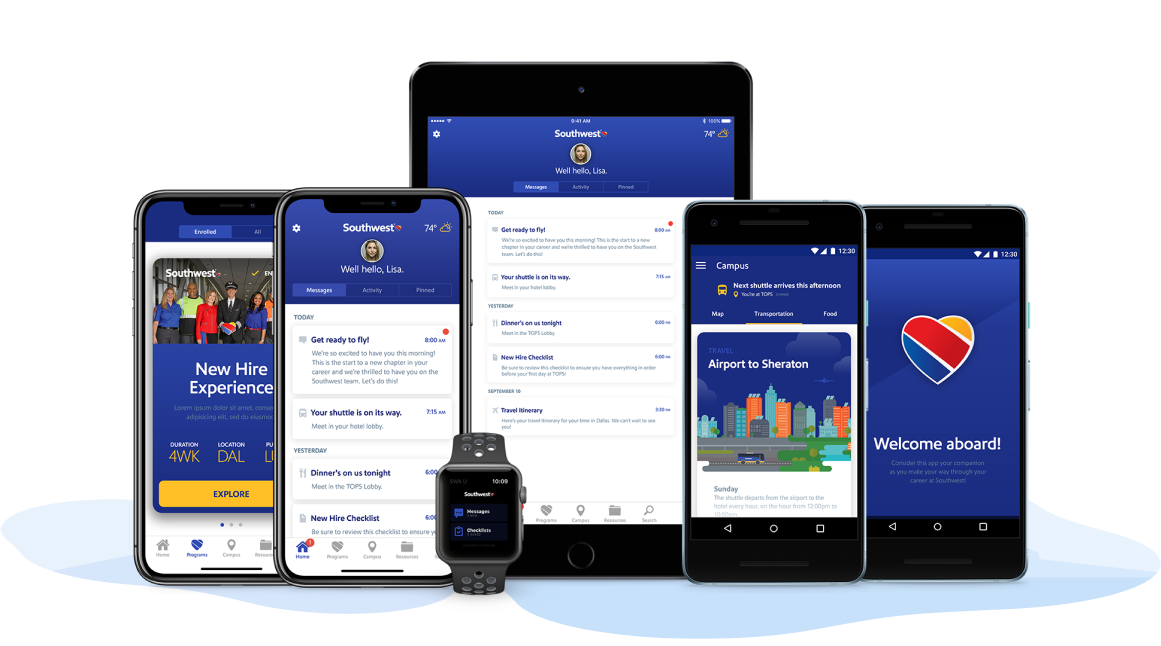 Enrolled
All
Southwest
EN
New Hire
Experience
Lorem ipsum dolor sit amet, conse
adipisicing elit, sed do eiusmo
DURATION
LOCATION
PU
4WK
DAL
LU
EXPLORE
Home
Programs
Campus
Resou
Southwest
74°
Well hello, Lisa.
Messages
Activity
Pinned
TODAY
Get ready to fly!
8:00 AM
We're so excited to have you this morning!
This is the start to a new chapter in your
career and we're thrilled to have you on the
Southwest team. Let's do this!
Your shuttle is on its way.
7:15 AM
Meet in your hotel lobby.
YESTERDAY
Dinner's on us tonight
6:00
Meet in the TOPS Lobby.
New Hire Checklist
6:00
Be sure to review this checklist to ensure yo
1
Home
Programs
Campus
Resources
SWA U
10:09
Southwest
Messages
Checklists
9:41 AM
100%
Southwest
74°
Well hello, Lisa.
Messages
Activity
Pinned
TODAY
Get ready to fly!
8:00 AM
We're so excited to have you this morning! This is the start to a new
chapter in your career and we're thrilled to have you on the Southwest
team. Let's do this!
Your shuttle is on its way.
7:15 AM
Meet in your hotel lobby.
YESTERDAY
Dinner's on us tonight
6:00 PM
Meet in the TOPS Lobby.
New Hire Checklist
6:00 PM
Be sure to review this checklist to ensure you have everything in order
before your first day at TOPS!
SEPTEMBER 10
Travel Itinerary
3:30 PM
Here's your travel itinerary for your time in Dallas. We can't wait to see
you!
Programs
Campus
Resources
Search
12:30
Campus
Next shuttle arrives this afternoon
You're at TOPS
Map
Transportation
Food
TRAVEL
Airport to Sheraton
Sunday
The shuttle departs from the airport to the
hotel every hour, on the hour from 12:00pm to
10:00pm
12:30
Welcome aboard!
Consider this app your companion
as you make your way through your
career at Southwest!